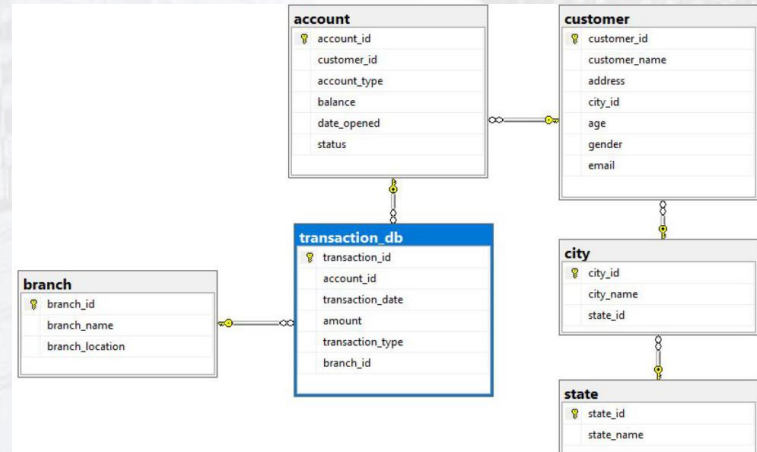 account
account_id
customer_id
account_type
balance
date_opened
status
customer
customer_id
customer_name
address
city_id
age
gender
email
transaction_db
transaction_id
account_id
transaction_date
amount
transaction_type
branch_id
branch
branch_id
branch_name
branch_location
city
city_id
city_name
state_id
state
state_id
state_name